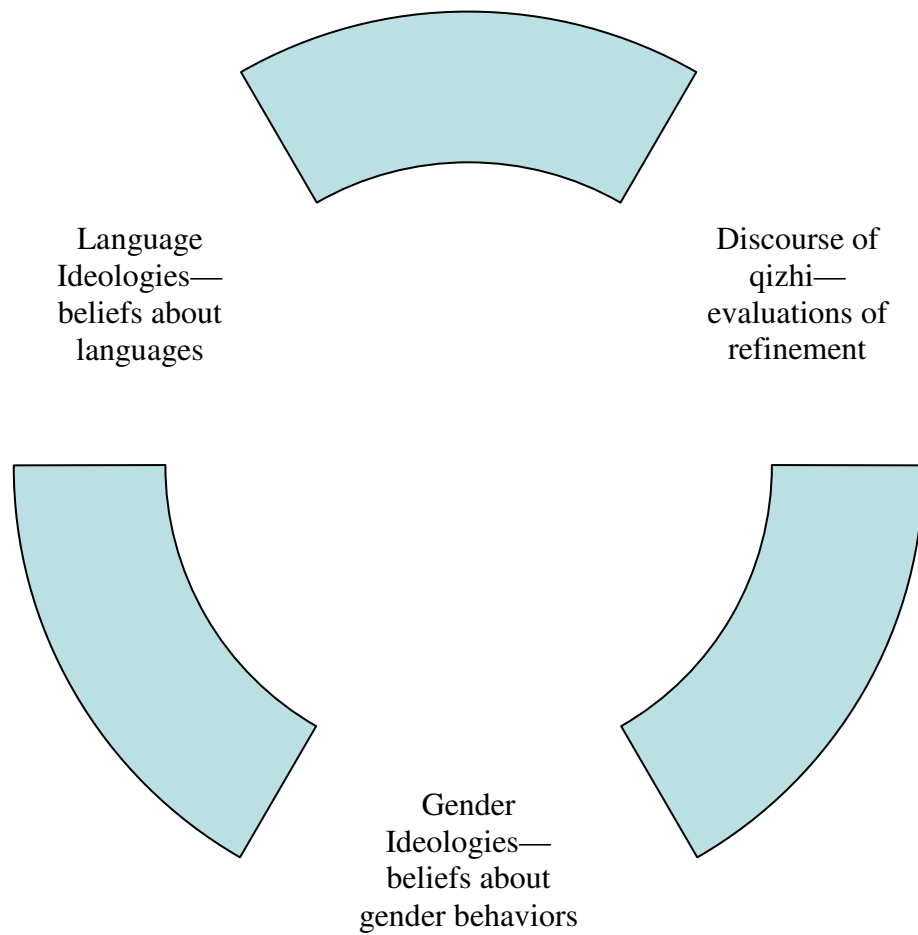 Language
Ideologies—
beliefs about
languages
Discourse of
qizhi—
evaluations of
refinement
Gender
Ideologies—
beliefs about
gender behaviors